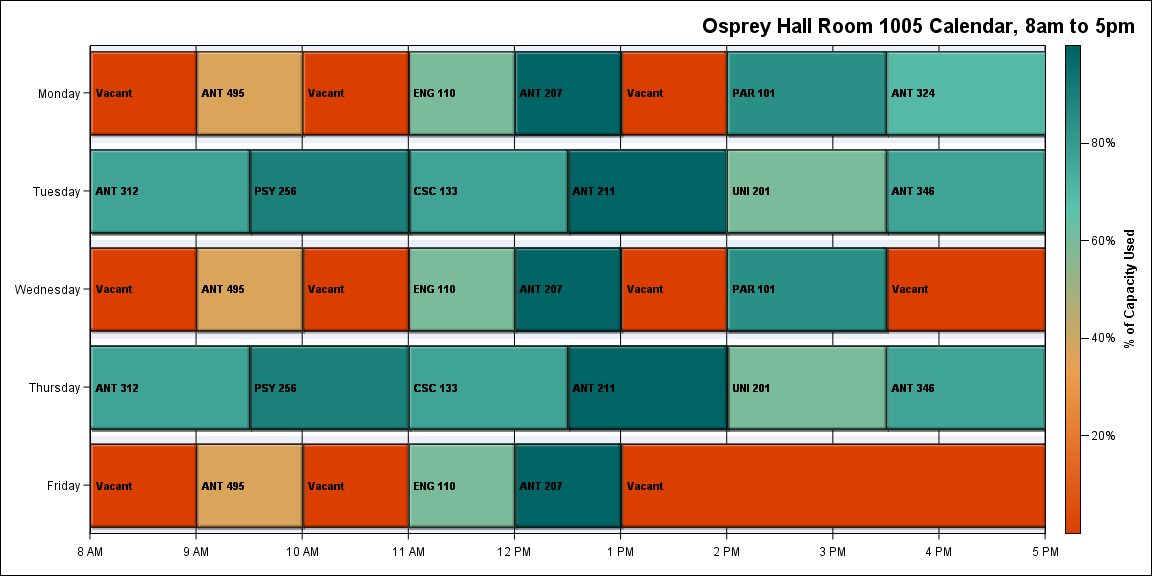 Osprey Hall Room 1005 Calendar, 8am to 5pm
Monday
Vacant
ANT 495
Vacant
ENG 110
ANT 207
Vacant
PAR 101
ANT 324
Tuesday
ANT 312
PSY 256
CSC 133
ANT 211
UNI 201
ANT 346
Wednesday
Vacant
ANT 495
Vacant
ENG 110
ANT 207
Vacant
PAR 101
Vacant
Thursday
ANT 312
PSY 256
CSC 133
ANT 211
UNI 201
ANT 346
Friday
Vacant
ANT 495
Vacant
ENG 110
ANT 207
Vacant
8 AM
9 AM
10 AM
11 AM
12 PM
1 PM
2 PM
3 PM
4 PM
5 PM
80%
60%
40%
20%
% of Capacity Used